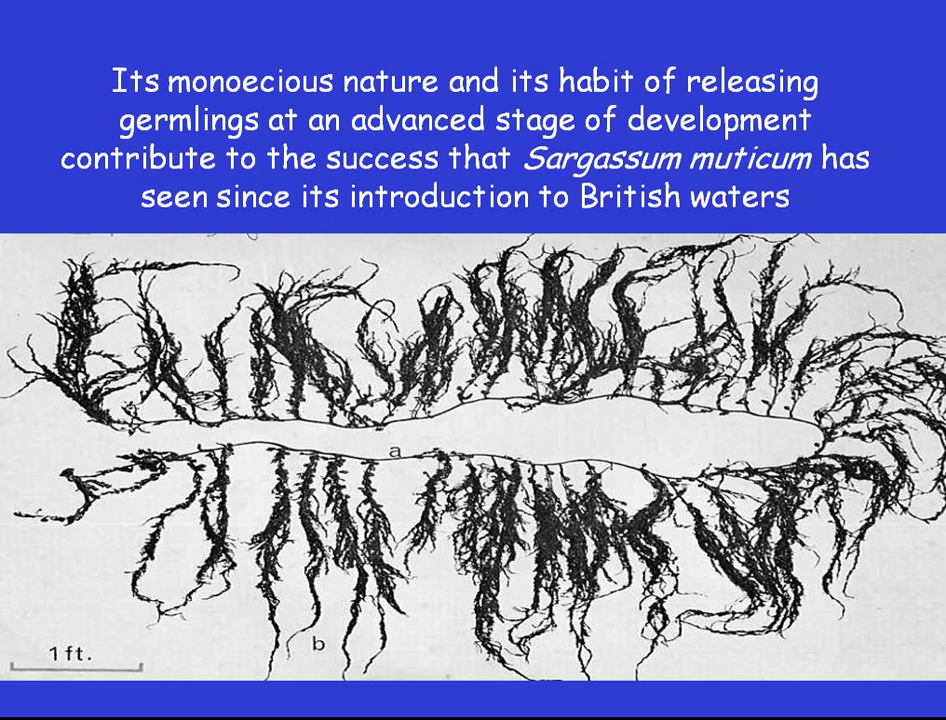 Its monoecious nature and its habit of releasing
germlings at an advanced stage of development
contribute to the success that Sargassum muticum has
seen since its introduction to British waters
a
b
1 ft.